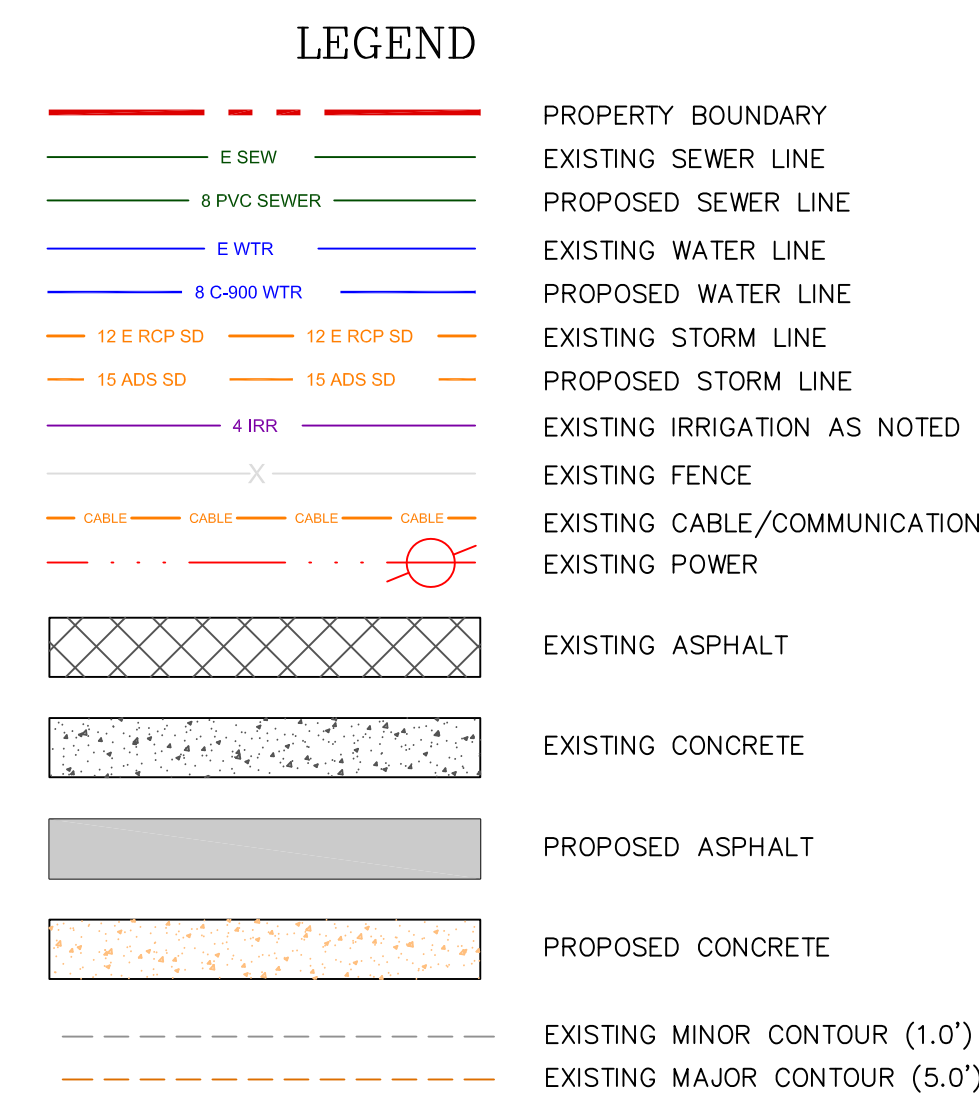 LEGEND
PROPERTY BOUNDARY
E SEW EXISTING SEWER LINE
8 PVC SEWER PROPOSED SEWER LINE
E WTR EXISTING WATER LINE
8 C-900 WTR PROPOSED WATER LINE
12 E RCP SD 12 E RCP SD EXISTING STORM LINE
15 ADS SD 15 ADS SD PROPOSED STORM LINE
4 IRR EXISTING IRRIGATION AS NOTED
X EXISTING FENCE
CABLE CABLE CABLE CABLE EXISTING CABLE/COMMUNICATION
EXISTING POWER
EXISTING ASPHALT
EXISTING CONCRETE
PROPOSED ASPHALT
PROPOSED CONCRETE
EXISTING MINOR CONTOUR (1.0')
EXISTING MAJOR CONTOUR (5.0')